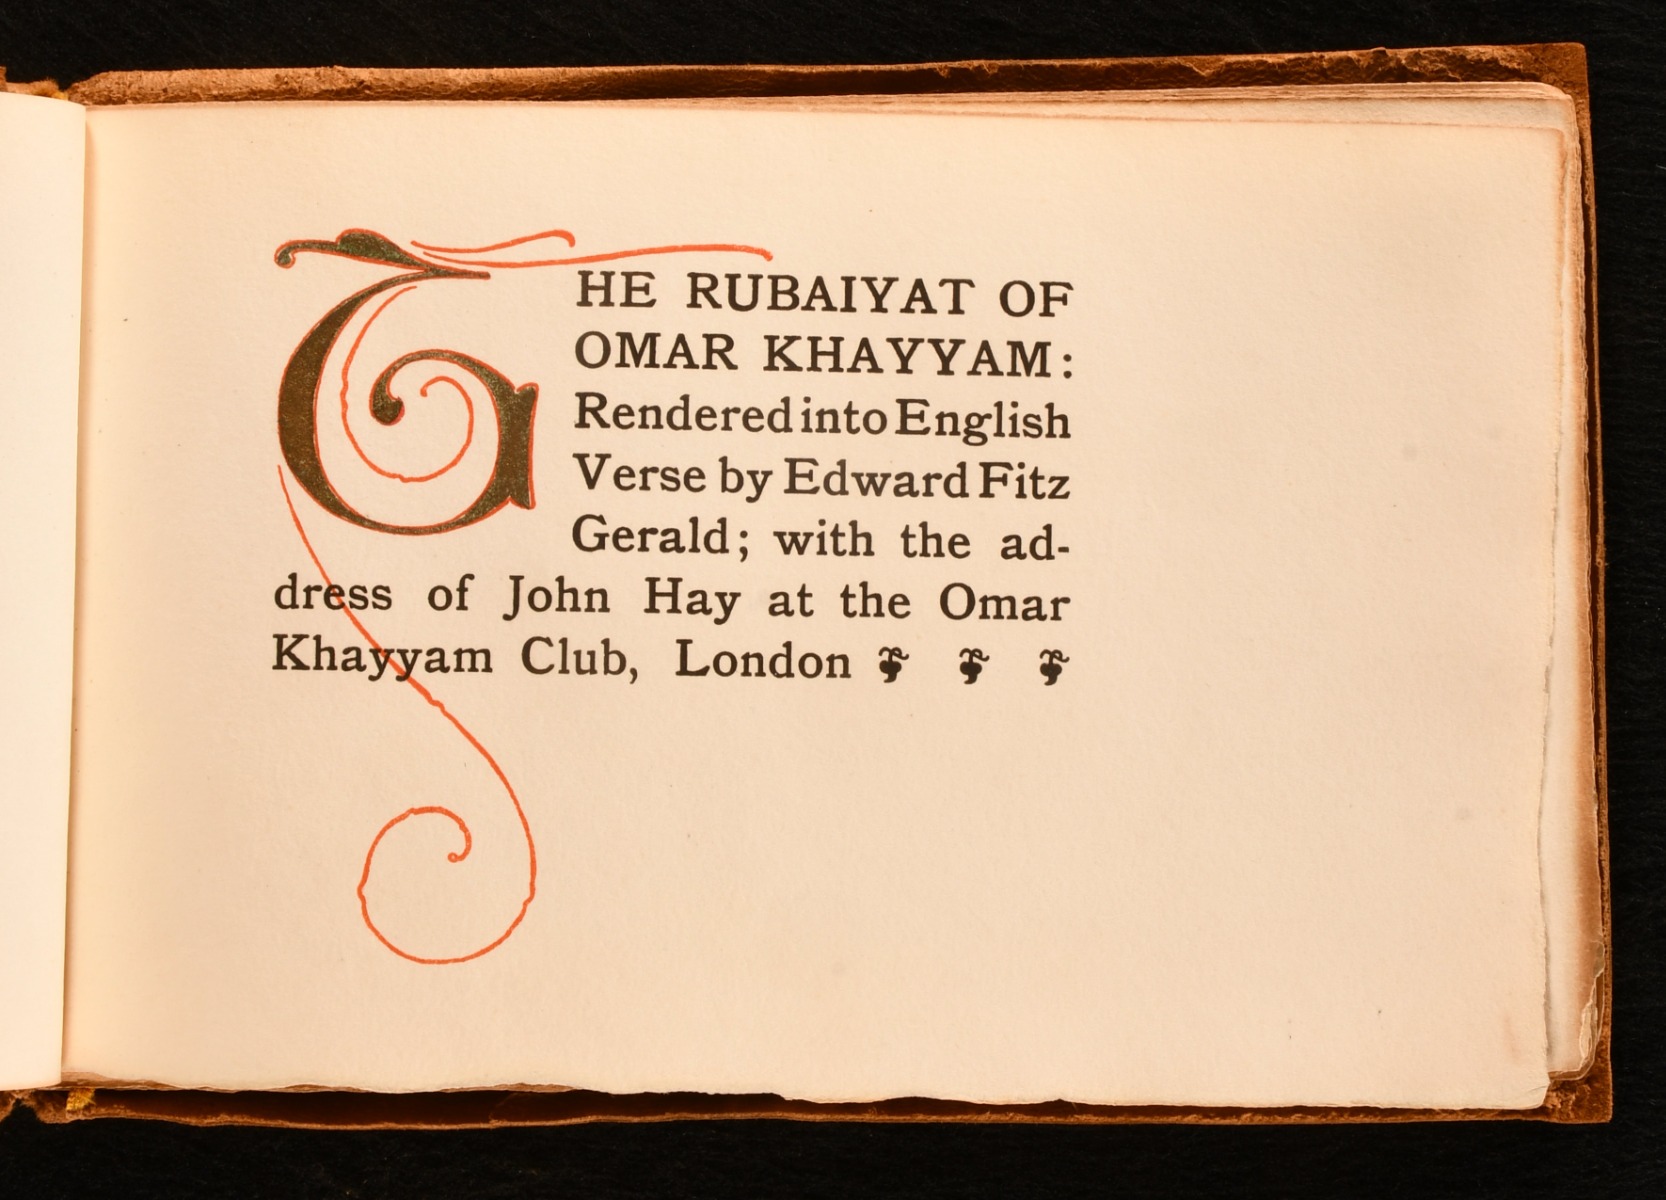 THE RUBAIYAT OF
OMAR KHAYYAM:
Rendered into English
Verse by Edward Fitz
Gerald; with the ad-
dress of John Hay at the Omar
Khayyam Club, London